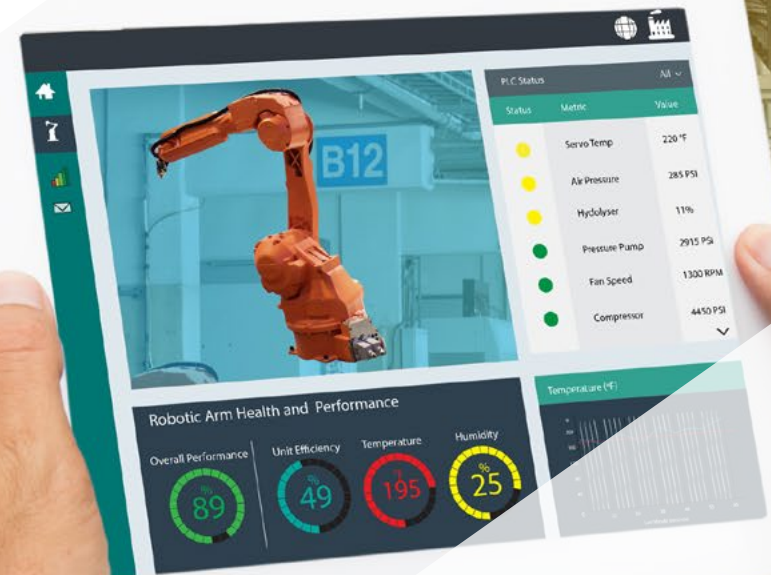 PLC Status
All
Status Metric Value
Servo Temp 220 °F
Air Pressure 285 PSI
Hydolyser 11%
Pressure Pump 2915 PSi
Fan Speed 1300 RPM
Compressor 4450 PSI
B12
Robotic Arm Health and Performance
Overall Performance
Unit Efficiency
Temperature
Humidity
%
89
%
49
°F
195
%
25
Temperature (°F)